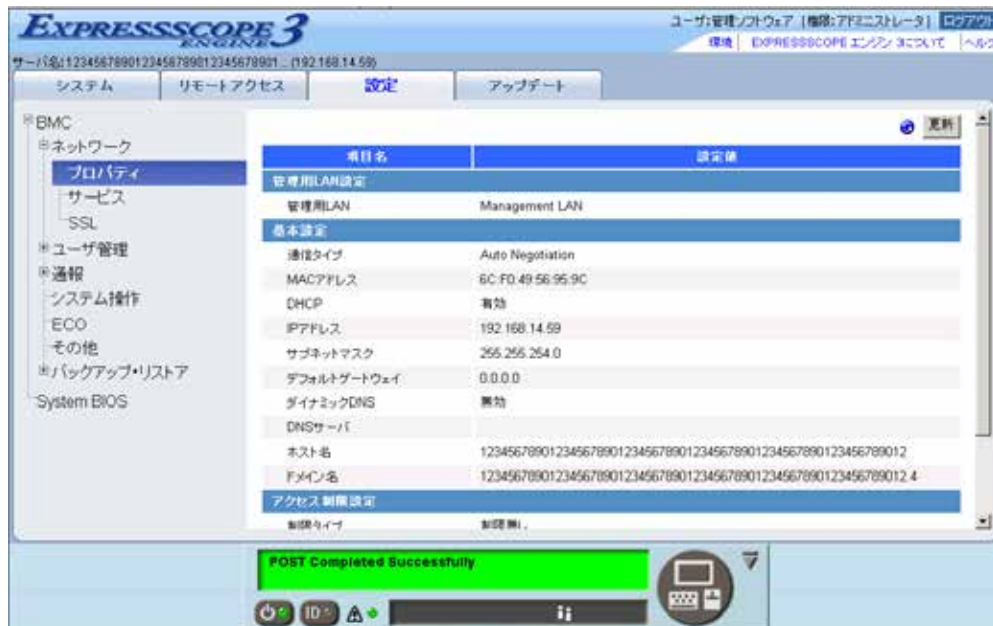 EXPRESSSCOPE 3
ENGINE
ユーザ:管理ソフトウェア [権限:アドミニストレータ] ログアウト
環境 EXPRESSSCOPE エンジン 3について ヘルプ
サーバ名:1234567890123456789012345678901 .. (192.168.14.59)
システム リモートアクセス 設定 アップデート
BMC
ネットワーク
プロパティ
サービス
SSL
ユーザ管理
通報
システム操作
ECO
その他
バックアップ・リストア
System BIOS
更新
項目名 設定値
管理用LAN設定
管理用LAN Management LAN
基本設定
通信タイプ Auto Negotiation
MACアドレス 6C:F0:49:56:95:9C
DHCP 有効
IPアドレス 192.168.14.59
サブネットマスク 255.255.254.0
デフォルトゲートウェイ 0.0.0.0
ダイナミックDNS 無効
DNSサーバ
ホスト名 12345678901234567890123456789012345678901234567890123456789012
ドメイン名 12345678901234567890123456789012345678901234567890123456789012.4
アクセス制限設定
制限タイプ 制限無し
POST Completed Successfully
ID